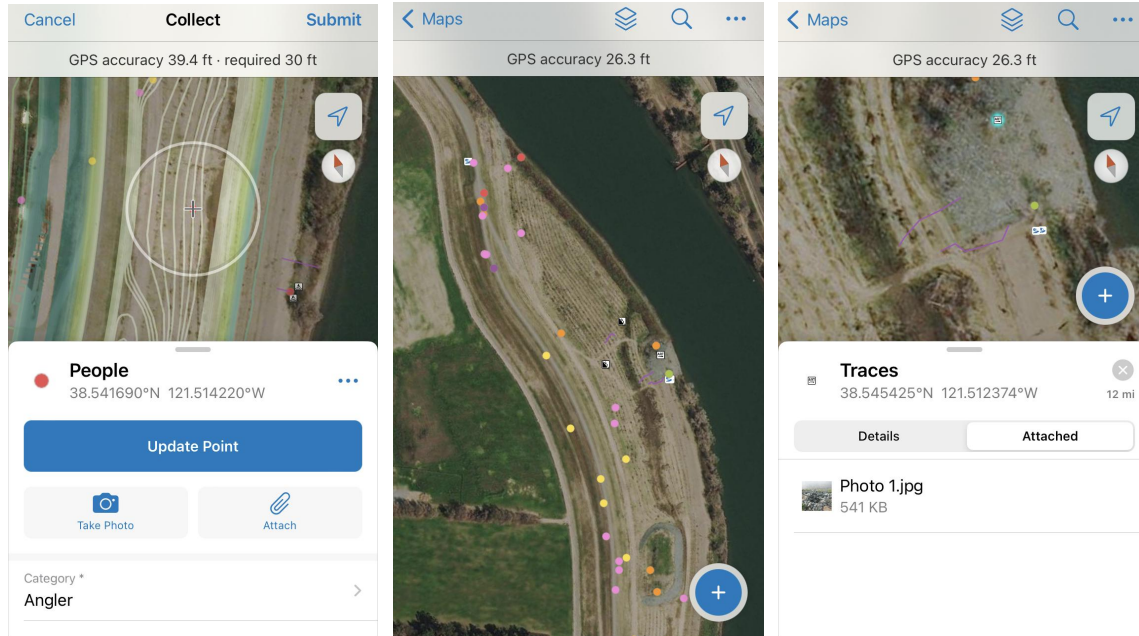 Cancel Collect Submit
GPS accuracy 39.4 ft · required 30 ft
People
38.541690°N 121.514220°W
Update Point
Take Photo Attach
Category *
Angler
Maps
GPS accuracy 26.3 ft
Maps
GPS accuracy 26.3 ft
Traces
38.545425°N 121.512374°W 12 mi
Details Attached
Photo 1.jpg
541 KB